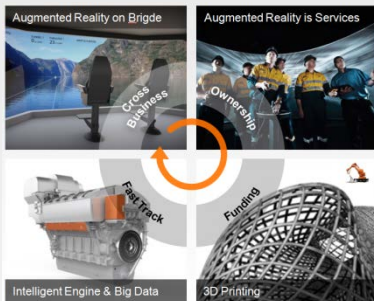 Augmented Reality on Brigde
Augmented Reality is Services
Cross
Business
Ownership
Fast Track
Funding
Intelligent Engine & Big Data
3D Printing